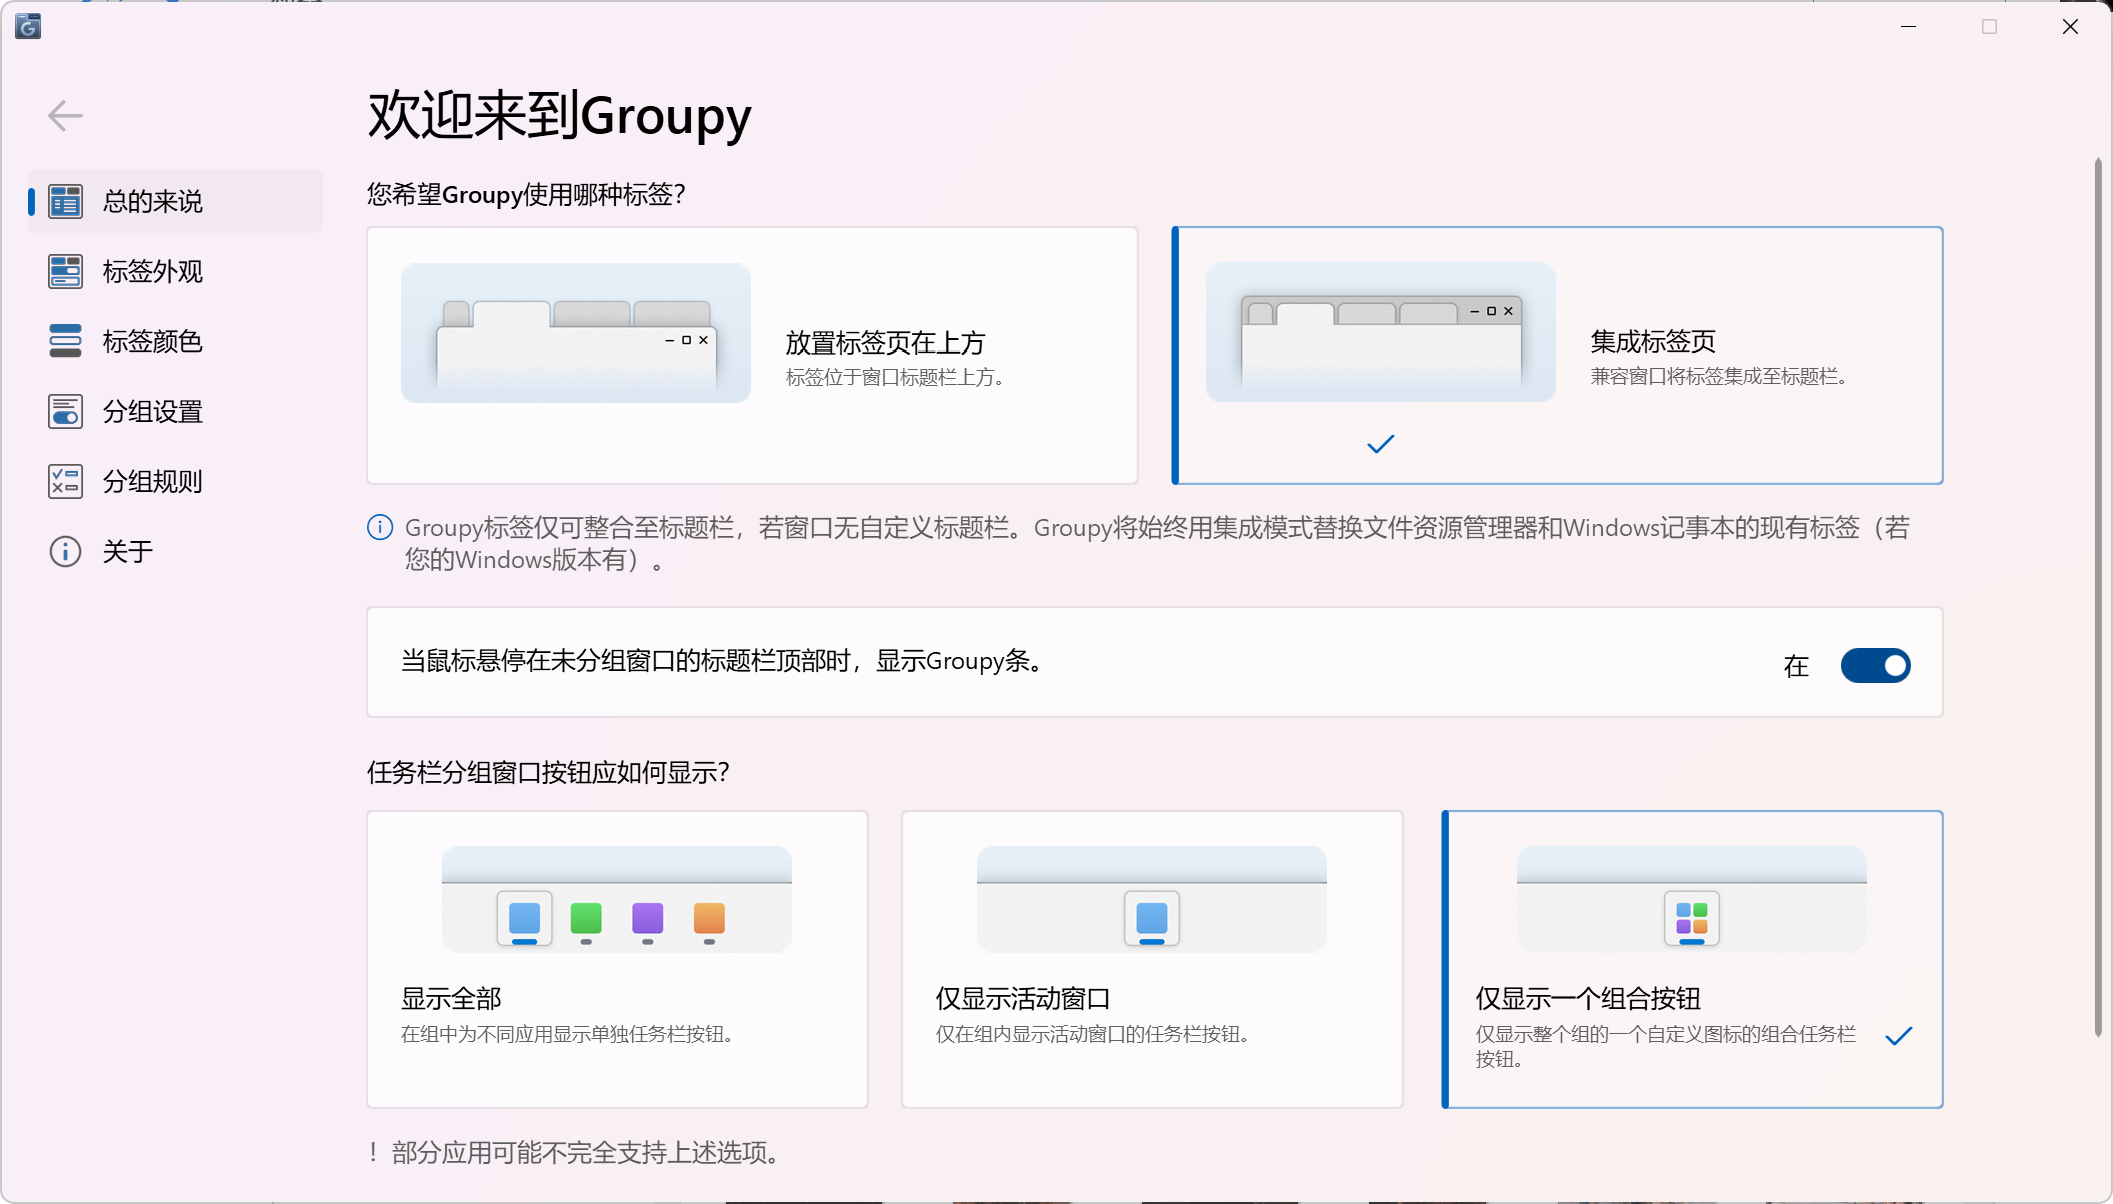 欢迎来到Groupy
总的来说
标签外观
标签颜色
分组设置
分组规则
关于
您希望Groupy使用哪种标签？
放置标签页在上方
标签位于窗口标题栏上方。
集成标签页
兼容窗口将标签集成至标题栏。
Groupy标签仅可整合至标题栏，若窗口无自定义标题栏。Groupy将始终用集成模式替换文件资源管理器和Windows记事本的现有标签（若
您的Windows版本有）。
当鼠标悬停在未分组窗口的标题栏顶部时，显示Groupy条。
在
任务栏分组窗口按钮应如何显示？
显示全部
在组中为不同应用显示单独任务栏按钮。
仅显示活动窗口
仅在组内显示活动窗口的任务栏按钮。
仅显示一个组合按钮
仅显示整个组的一个自定义图标的组合任务栏
按钮。
！ 部分应用可能不完全支持上述选项。